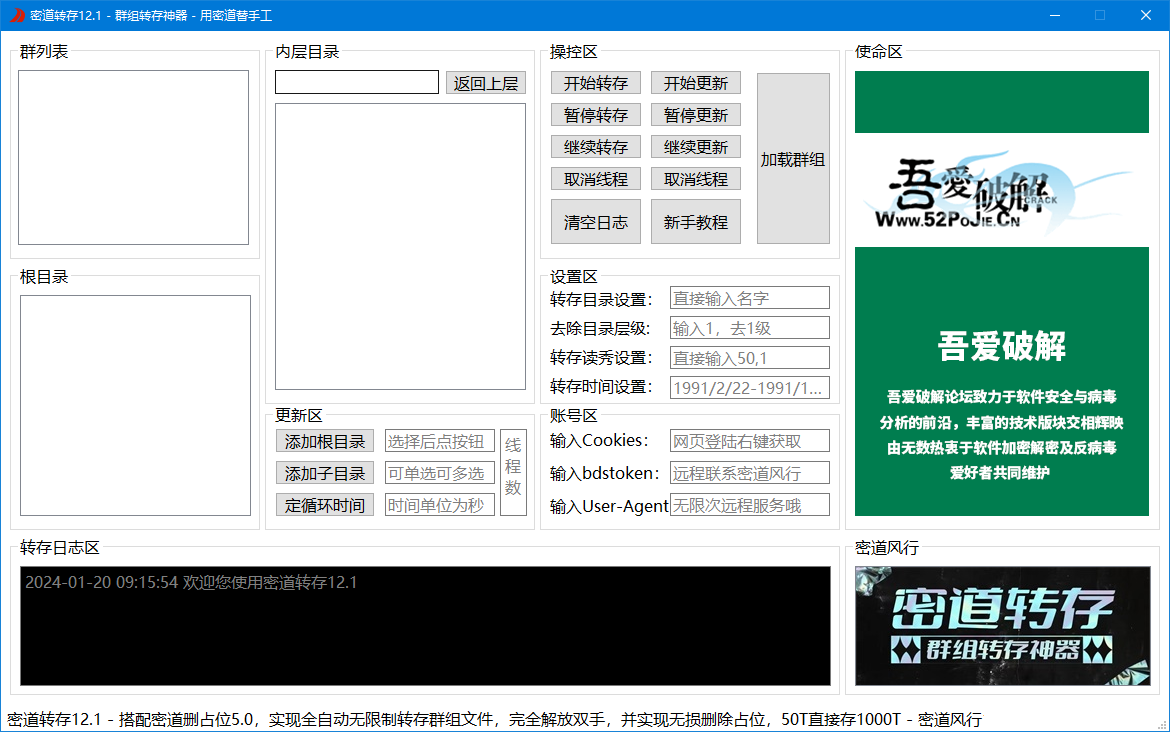 密道转存12.1 - 群组转存神器 - 用密道替手工
群列表
内层目录
返回上层
根目录
更新区
添加根目录 选择后点按钮
添加子目录 可单选可多选
定循环时间 时间单位为秒
线程数
操控区
开始转存 开始更新
暂停转存 暂停更新
继续转存 继续更新
取消线程 取消线程
清空日志 新手教程
加载群组
设置区
转存目录设置： 直接输入名字
去除目录层级: 输入1，去1级
转存读秀设置： 直接输入50,1
转存时间设置： 1991/2/22-1991/1...
账号区
输入Cookies： 网页登陆右键获取
输入bdstoken： 远程联系密道风行
输入User-Agent 无限次远程服务哦
使命区
吾愛破解
CRACK
Www.52PoJie.Cn
吾爱破解
吾爱破解论坛致力于软件安全与病毒
分析的前沿，丰富的技术版块交相辉映
由无数热衷于软件加密解密及反病毒
爱好者共同维护
转存日志区
2024-01-20 09:15:54 欢迎您使用密道转存12.1
密道风行
密道转存
群组转存神器
密道转存12.1 - 搭配密道删占位5.0，实现全自动无限制转存群组文件，完全解放双手，并实现无损删除占位，50T直接存1000T - 密道风行